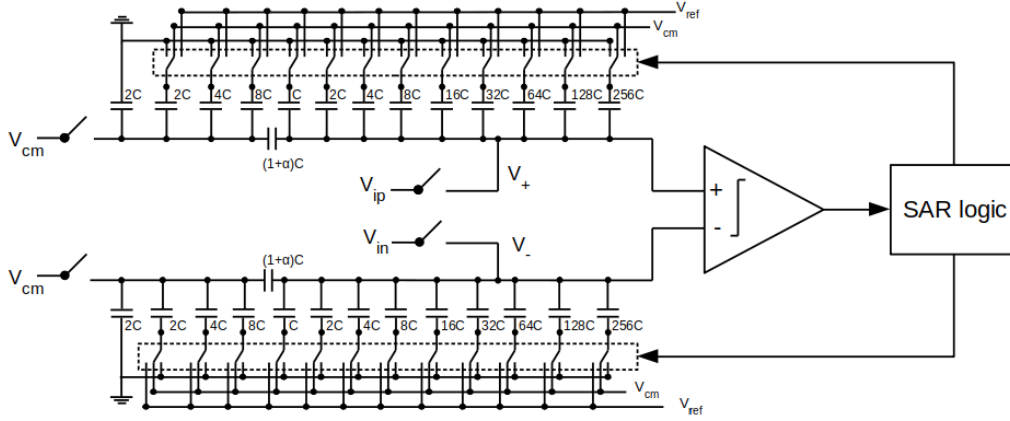 Vref
Vcm
2C 2C 4C 8C C 2C 4C 8C 16C 32C 64C 128C 256C
Vcm
(1+α)C
Vip
V+
+
SAR logic
-
Vin
V-
(1+α)C
Vcm
2C 2C 4C 8C C 2C 4C 8C 16C 32C 64C 128C 256C
Vcm
Vref